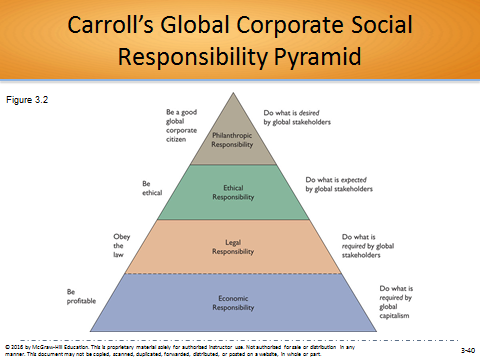 Carroll's Global Corporate Social
Responsibility Pyramid
Figure 3.2
Be a good
global
corporate
citizen
Philanthropic
Responsibility
Do what is desired
by global stakeholders
Be
ethical
Ethical
Responsibility
Do what is expected
by global stakeholders
Obey
the
law
Legal
Responsibility
Do what is
required by global
stakeholders
Be
profitable
Economic
Responsibility
Do what is
required by
global
capitalism
© 2016 by McGraw-Hill Education. This is proprietary material solely for authorized instructor use. Not authorized for sale or distribution in any
manner. This document may not be copied, scanned, duplicated, forwarded, distributed, or posted on a website, in whole or part.
3-40